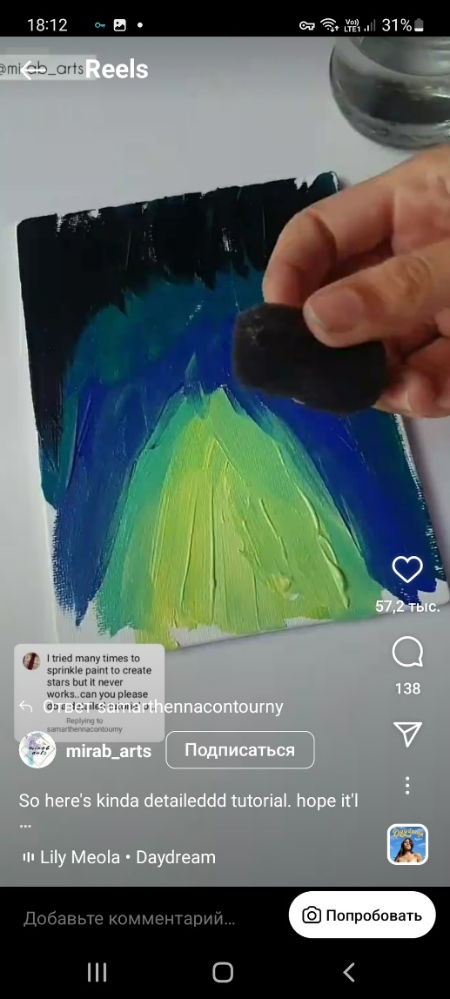 18:12
Vo))
LTE1
31%
@mirab_arts
Reels
57,2 тыс.
138
I tried many times to
sprinkle paint to create
stars but it never
works..can you please
Ответ samarthennacontourny
Replying to
samarthennacontourny
mirab_arts
Подписаться
So here's kinda detaileddd tutorial. hope it'l
...
Lily Meola • Daydream
Добавьте комментарий...
Попробовать